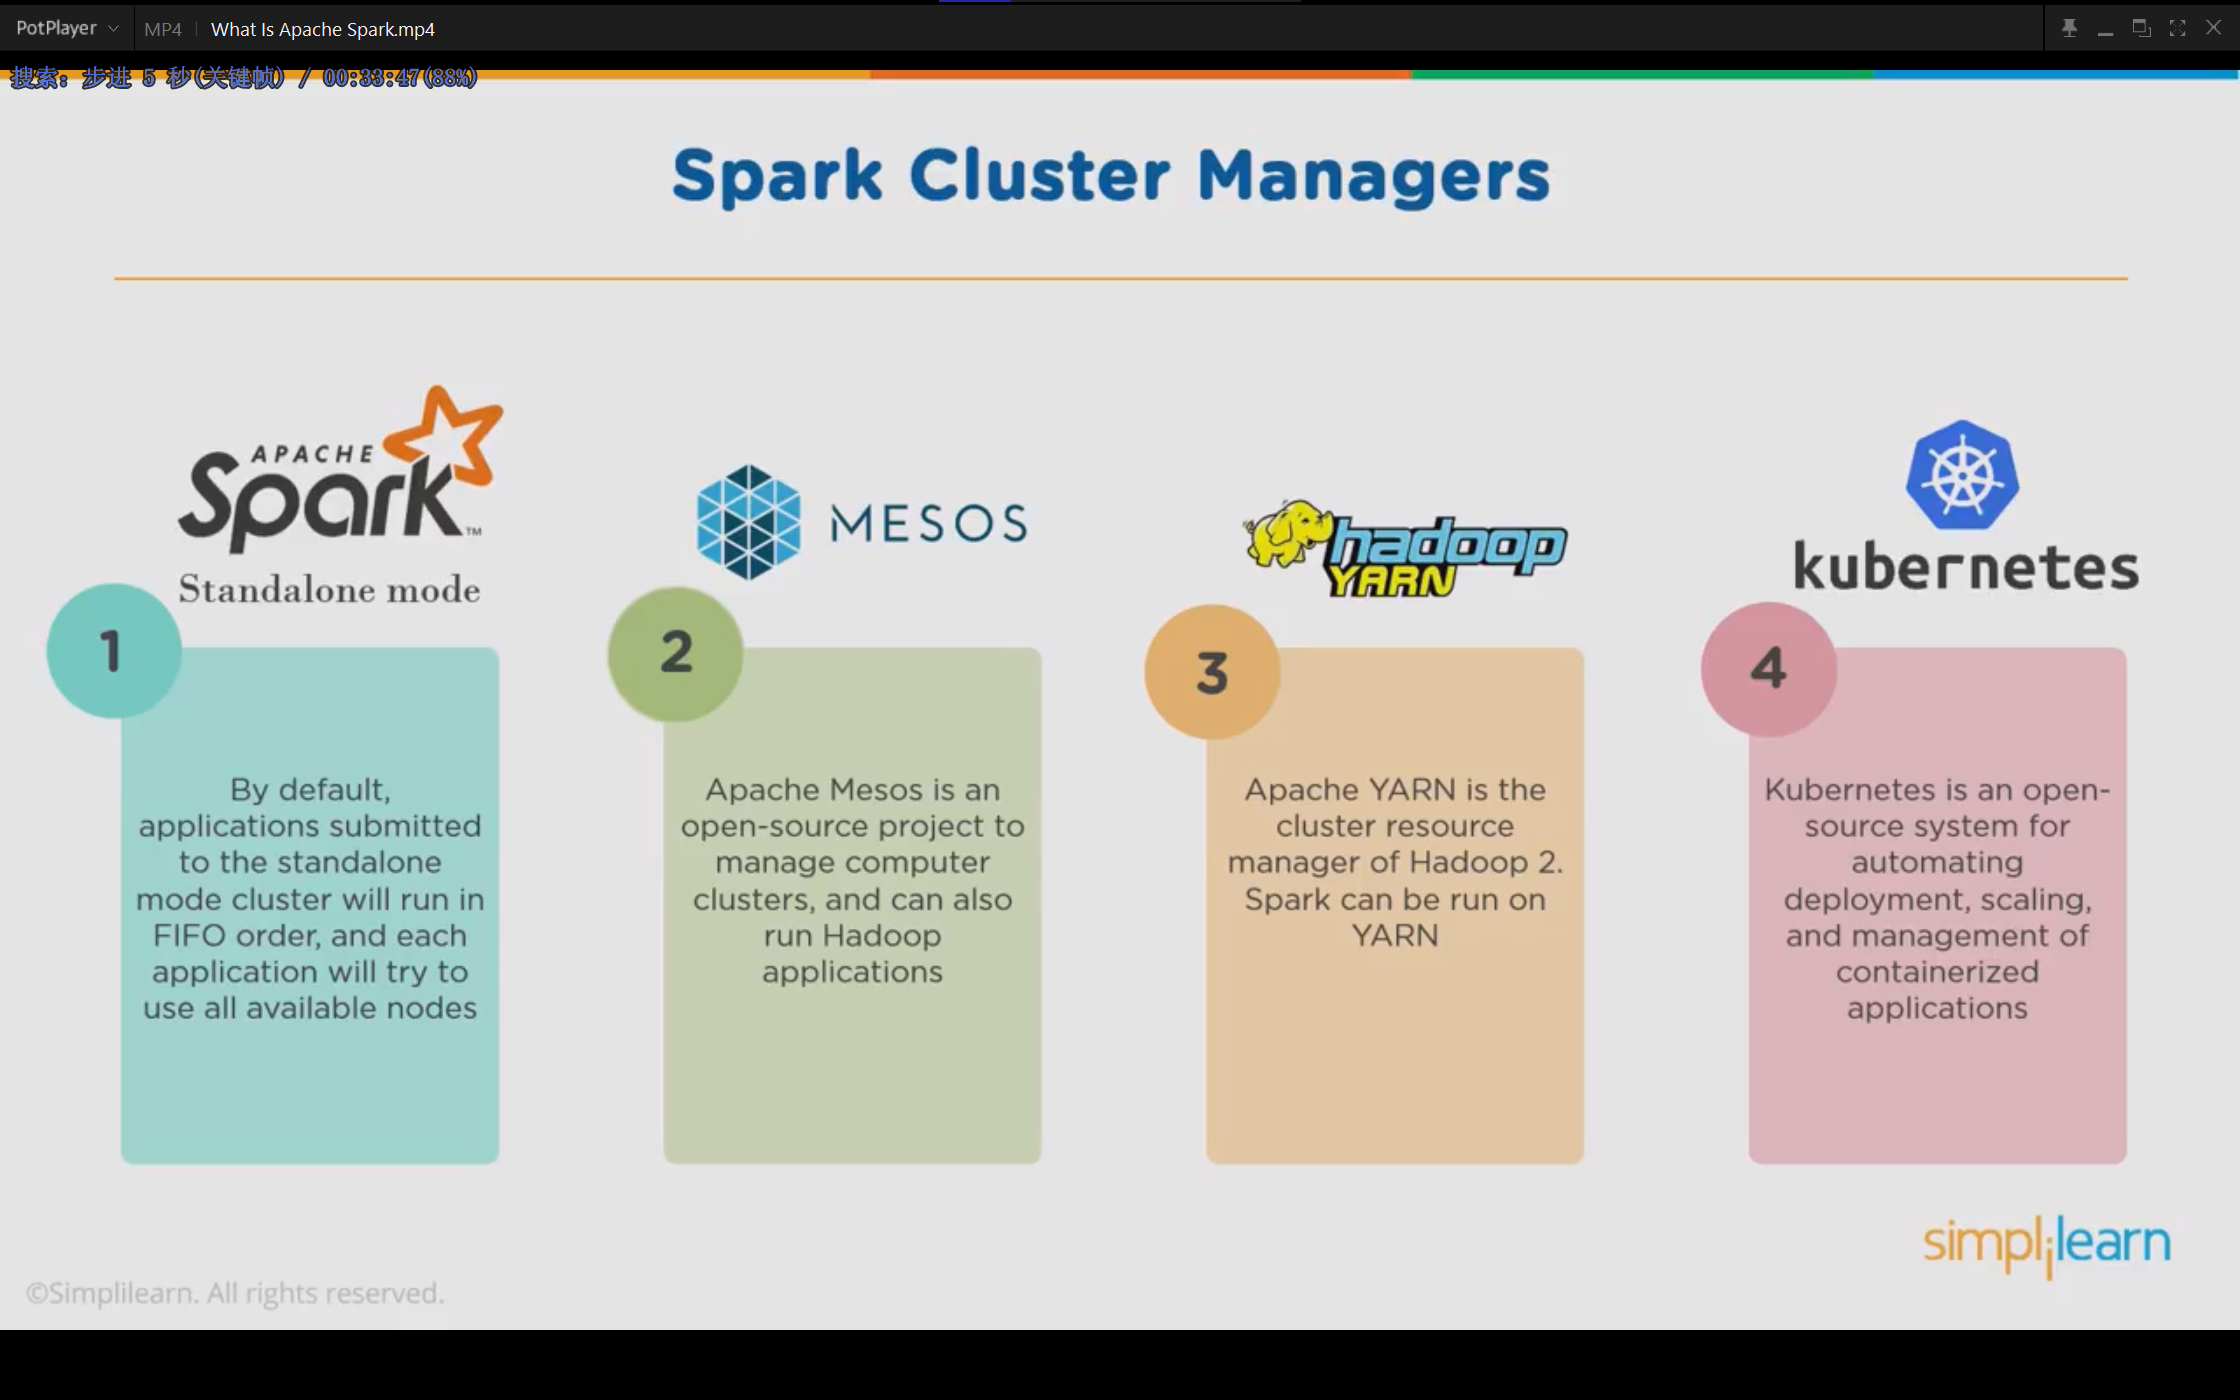 PotPlayer
MP4
What Is Apache Spark.mp4
搜索: 步进 5 秒(关键帧) / 00:33:47(88%)
Spark Cluster Managers
APACHE
Spark™
Standalone mode
1
By default,
applications submitted
to the standalone
mode cluster will run in
FIFO order, and each
application will try to
use all available nodes
MESOS
2
Apache Mesos is an
open-source project to
manage computer
clusters, and can also
run Hadoop
applications
hadoop
YARN
3
Apache YARN is the
cluster resource
manager of Hadoop 2.
Spark can be run on
YARN
kubernetes
4
Kubernetes is an open-
source system for
automating
deployment, scaling,
and management of
containerized
applications
simplilearn
©Simplilearn. All rights reserved.